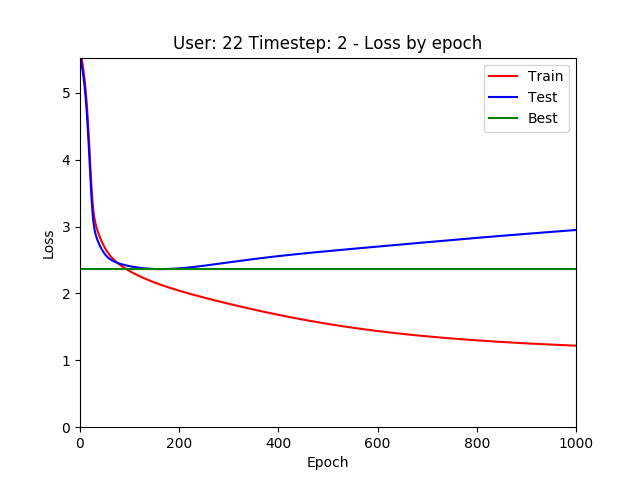 User: 22 Timestep: 2 - Loss by epoch
Train
Test
Best
5
4
3
2
1
0
Loss
0 200 400 600 800 1000
Epoch